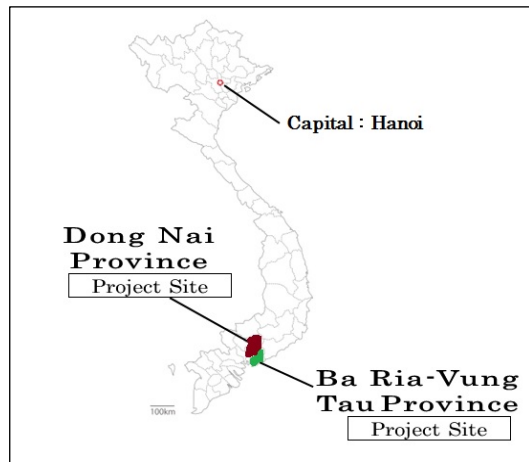 Capital : Hanoi
Dong Nai
Province
Project Site
Ba Ria-Vung
Tau Province
Project Site
100km